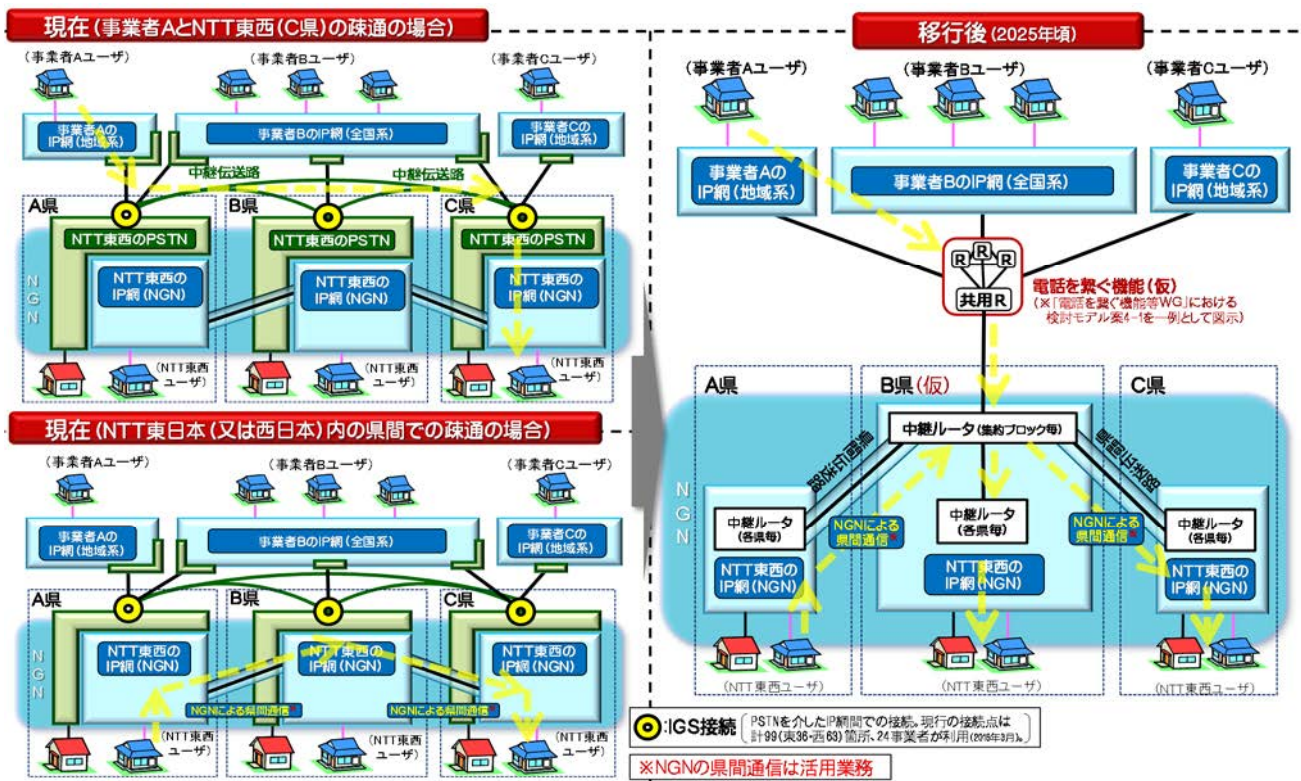 現在(事業者AとNTT東西(C県)の疎通の場合)
(事業者Aユーザ)
(事業者Bユーザ)
(事業者Cユーザ)
事業者Aの
IP網(地域系)
事業者BのIP網(全国系)
事業者Cの
IP網(地域系)
中継伝送路
中継伝送路
A県
B県
C県
NTT東西のPSTN
NTT東西のPSTN
NTT東西のPSTN
NGN
NTT東西の
IP網(NGN)
NTT東西の
IP網(NGN)
NTT東西の
IP網(NGN)
(NTT東西
ユーザ)
(NTT東西
ユーザ)
(NTT東西
ユーザ)
現在(NTT東日本(又は西日本)内の県間での疎通の場合)
(事業者Aユーザ)
(事業者Bユーザ)
(事業者Cユーザ)
事業者Aの
IP網(地域系)
事業者BのIP網(全国系)
事業者Cの
IP網(地域系)
A県
B県
C県
NGN
NTT東西の
IP網(NGN)
NTT東西の
IP網(NGN)
NTT東西の
IP網(NGN)
NGNによる県間通信※
NGNによる県間通信※
(NTT東西
ユーザ)
(NTT東西
ユーザ)
(NTT東西
ユーザ)
移行後(2025年頃)
(事業者Aユーザ)
(事業者Bユーザ)
(事業者Cユーザ)
事業者Aの
IP網(地域系)
事業者BのIP網(全国系)
事業者Cの
IP網(地域系)
R
R
R
R
共用R
電話を繋ぐ機能(仮)
(※「電話を繋ぐ機能等WG」における
検討モデル案4-1を一例として図示)
A県
B県(仮)
C県
中継ルータ(集約ブロック毎)
県間伝送路
県間伝送路
NGN
中継ルータ
(各県毎)
中継ルータ
(各県毎)
中継ルータ
(各県毎)
NGNによる
県間通信※
NGNによる
県間通信※
NTT東西の
IP網(NGN)
NTT東西の
IP網(NGN)
NTT東西の
IP網(NGN)
(NTT東西ユーザ)
(NTT東西ユーザ)
(NTT東西ユーザ)
:IGS接続
PSTNを介したIP網間での接続。現行の接続点は
計99(東36・西63)箇所、24事業者が利用(2016年3月)。
※NGNの県間通信は活用業務